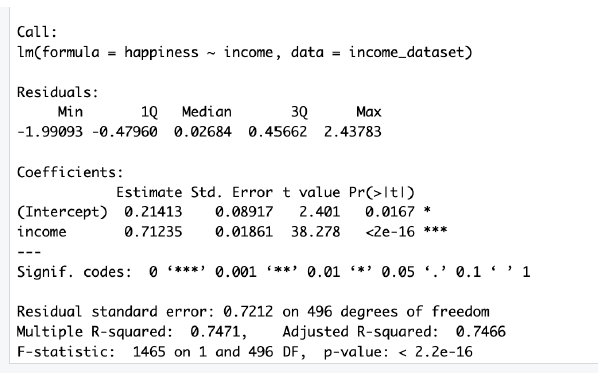 Call:
lm(formula = happiness ~ income, data = income_dataset)
Residuals:
Min 1Q Median 3Q Max
-1.99093 -0.47960 0.02684 0.45662 2.43783
Coefficients:
Estimate Std. Error t value Pr(>|t|)
(Intercept) 0.21413 0.08917 2.401 0.0167 *
income 0.71235 0.01861 38.278 <2e-16 ***
---
Signif. codes: 0 ‘***’ 0.001 ‘**’ 0.01 ‘*’ 0.05 ‘.’ 0.1 ‘ ’ 1
Residual standard error: 0.7212 on 496 degrees of freedom
Multiple R-squared: 0.7471, Adjusted R-squared: 0.7466
F-statistic: 1465 on 1 and 496 DF, p-value: < 2.2e-16